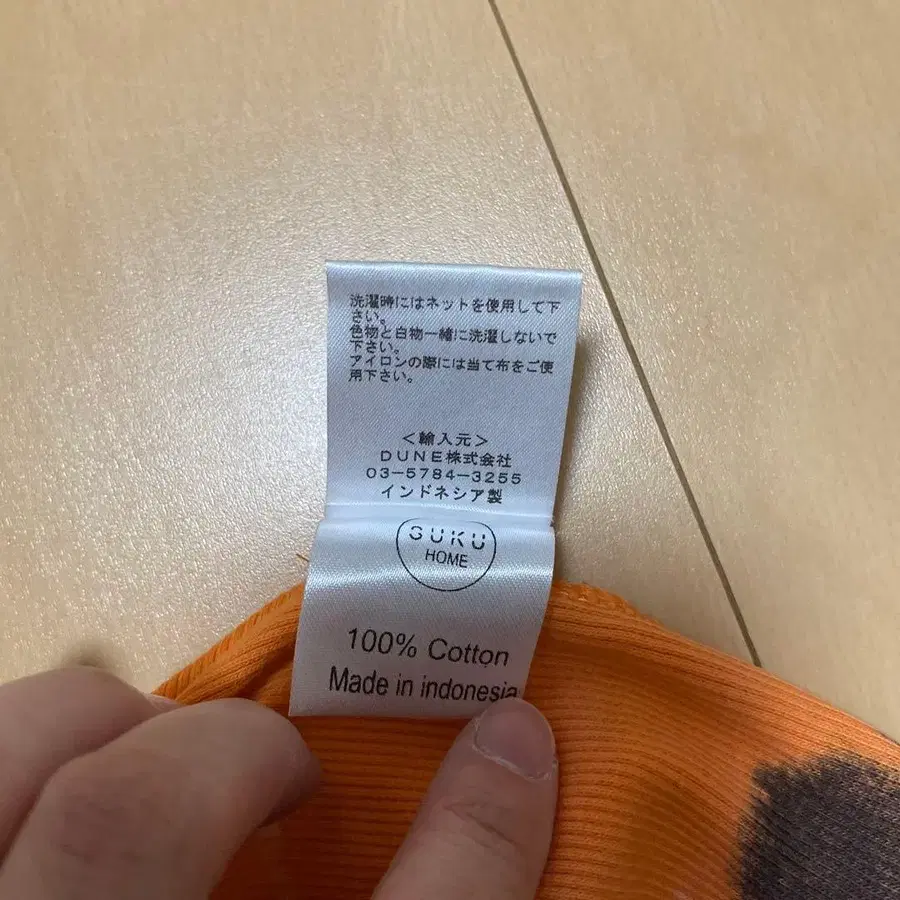 洗濯時にはネットを使用して下
さい。
色物と白物一緒に洗濯しないで
下さい。
アイロンの際には当て布をご使
用下さい。
＜輸入元＞
DUNE株式会社
03-5784-3255
インドネシア製
SUKU
HOME
100% Cotton
Made in indonesia